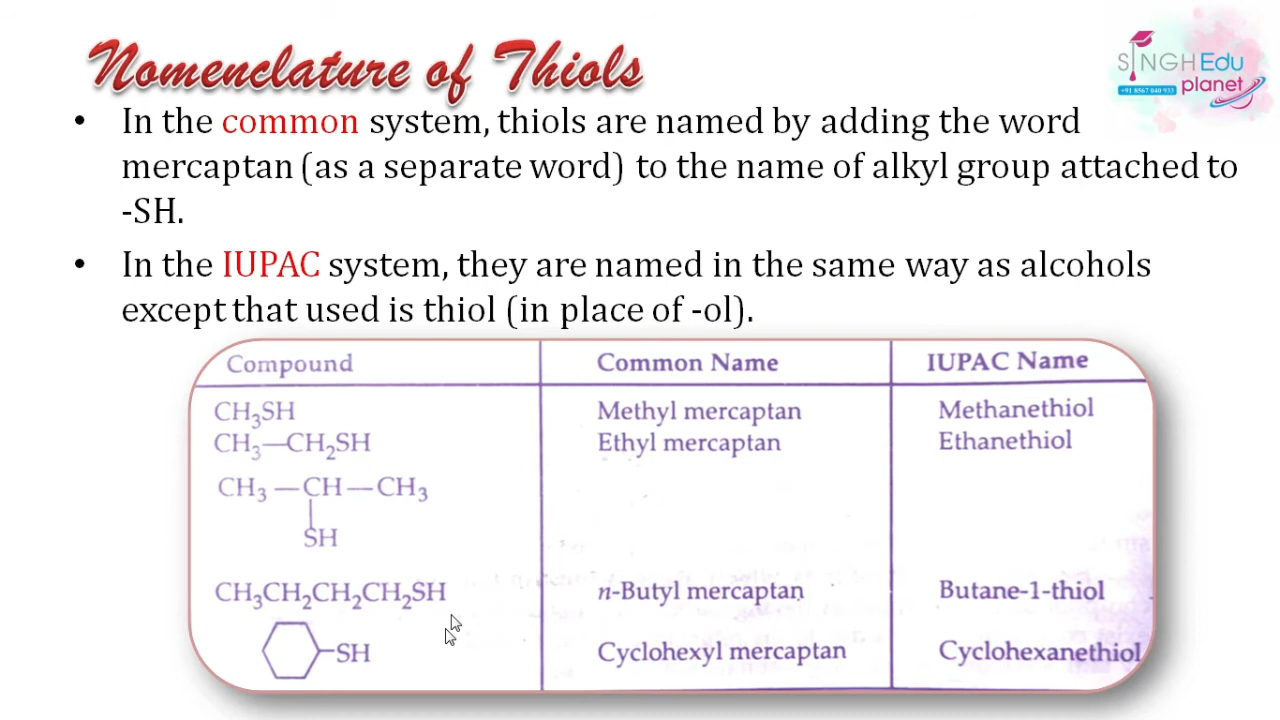 Nomenclature of Thiols
SINGH Edu
+91 8567 040 933
planet
• In the common system, thiols are named by adding the word
mercaptan (as a separate word) to the name of alkyl group attached to
-SH.
• In the IUPAC system, they are named in the same way as alcohols
except that used is thiol (in place of -ol).
Compound Common Name IUPAC Name
CH₃SH Methyl mercaptan Methanethiol
CH₃—CH₂SH Ethyl mercaptan Ethanethiol
CH₃—CH—CH₃
SH
CH₃CH₂CH₂CH₂SH n-Butyl mercaptan Butane-1-thiol
—SH Cyclohexyl mercaptan Cyclohexanethiol